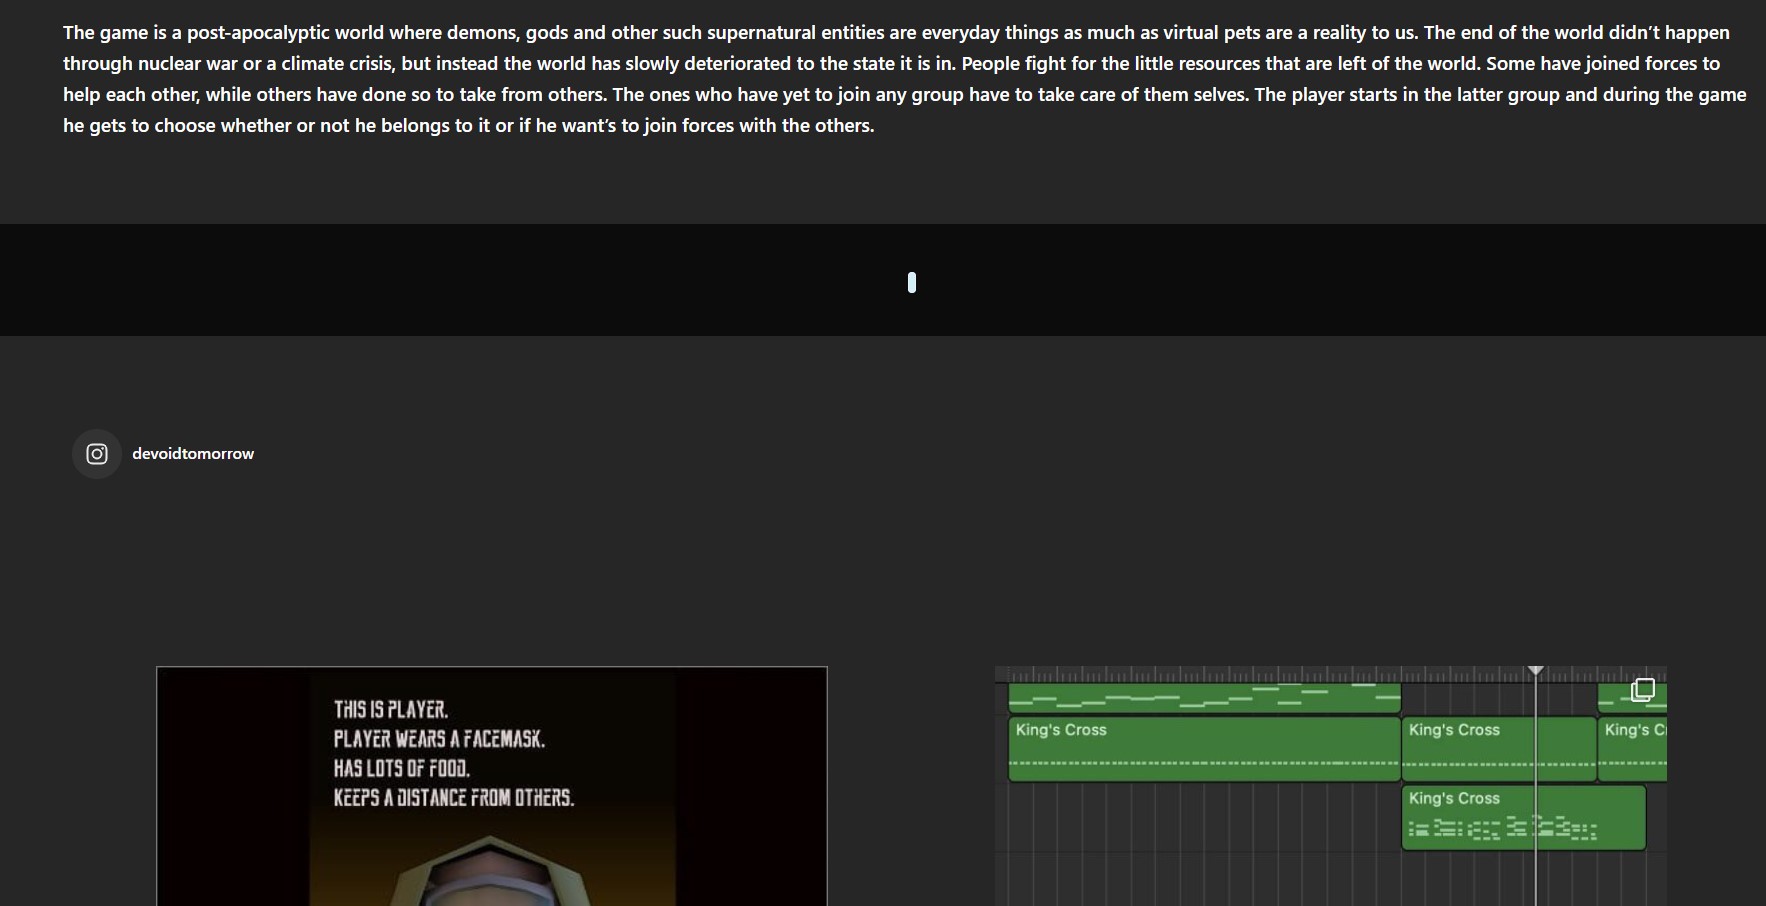 The game is a post-apocalyptic world where demons, gods and other such supernatural entities are everyday things as much as virtual pets are a reality to us. The end of the world didn’t happen
through nuclear war or a climate crisis, but instead the world has slowly deteriorated to the state it is in. People fight for the little resources that are left of the world. Some have joined forces to
help each other, while others have done so to take from others. The ones who have yet to join any group have to take care of them selves. The player starts in the latter group and during the game
he gets to choose whether or not he belongs to it or if he want’s to join forces with the others.
devoidtomorrow
THIS IS PLAYER.
PLAYER WEARS A FACEMASK.
HAS LOTS OF FOOD.
KEEPS A DISTANCE FROM OTHERS.
King's Cross
King's Cross
King's C
King's Cross